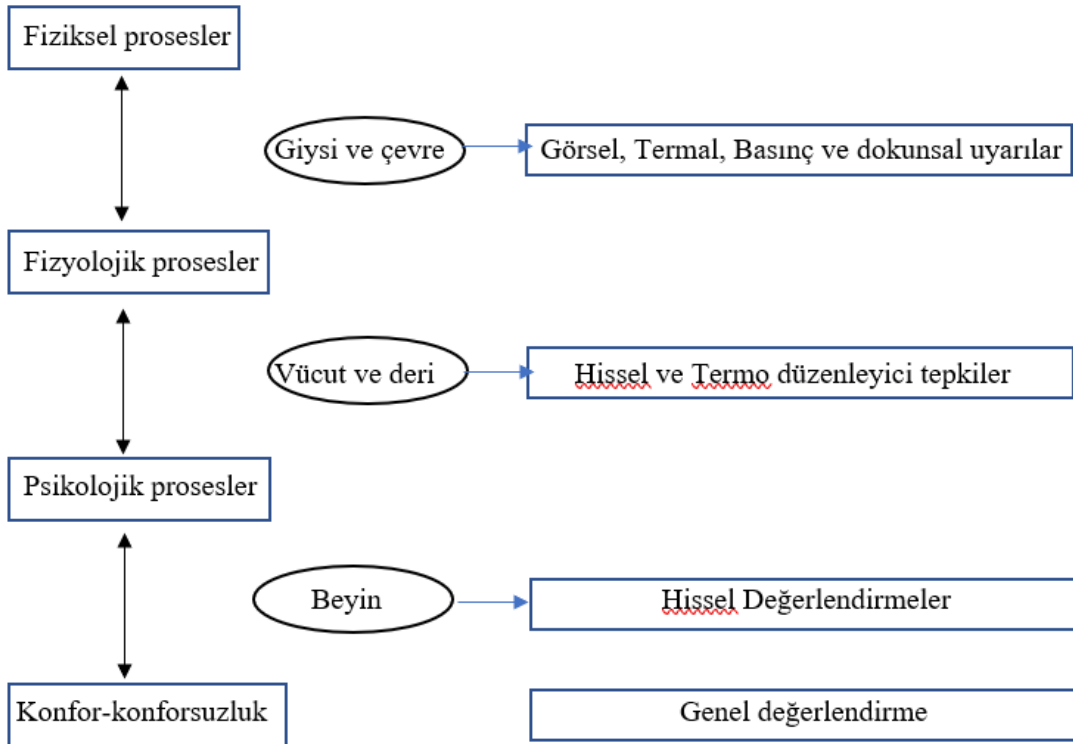 Fiziksel prosesler
Giysi ve çevre
Görsel, Termal, Basınç ve dokunsal uyarılar
Fizyolojik prosesler
Vücut ve deri
Hissel ve Termo düzenleyici tepkiler
Psikolojik prosesler
Beyin
Hissel Değerlendirmeler
Konfor-konforsuzluk
Genel değerlendirme